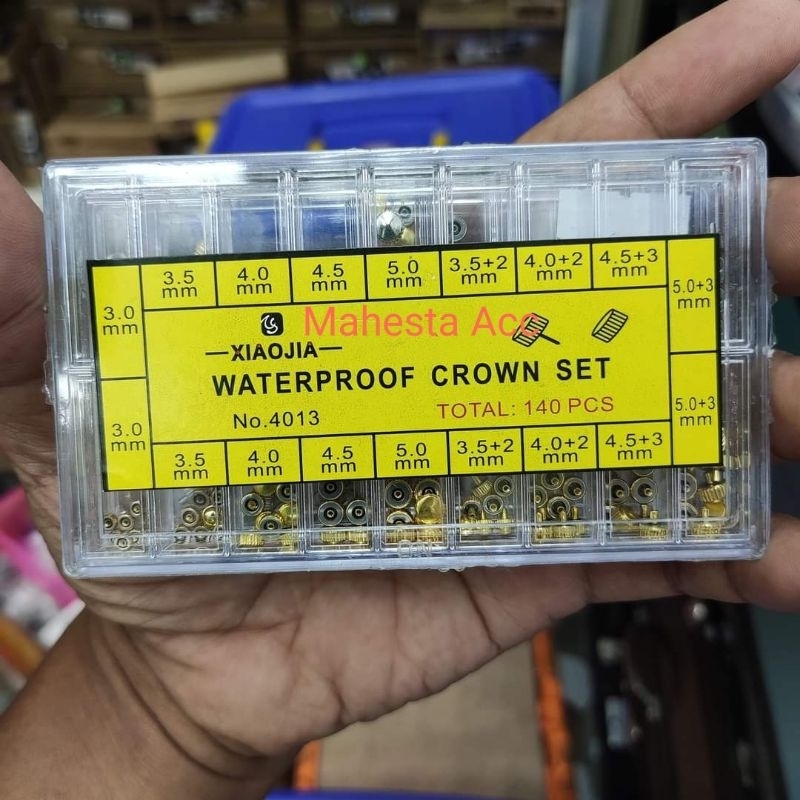 3.0 mm
3.5 mm
4.0 mm
4.5 mm
5.0 mm
3.5+2 mm
4.0+2 mm
4.5+3 mm
5.0+3 mm
Mahesta Acc
—XIAOJIA—
WATERPROOF CROWN SET
No.4013
TOTAL: 140 PCS
3.0 mm
3.5 mm
4.0 mm
4.5 mm
5.0 mm
3.5+2 mm
4.0+2 mm
4.5+3 mm
5.0+3 mm